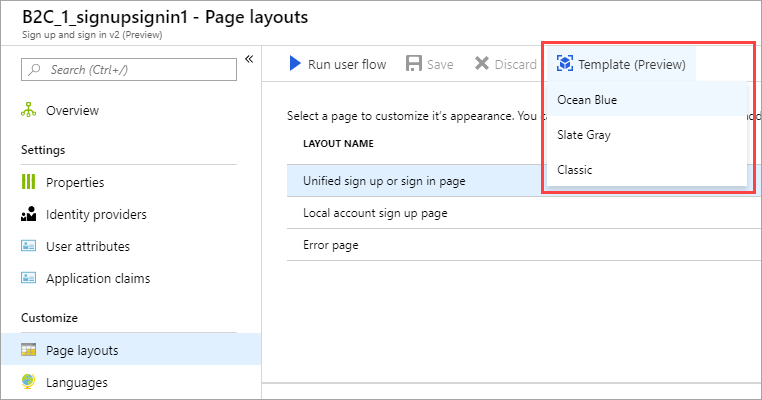 B2C_1_signupsignin1 - Page layouts
Sign up and sign in v2 (Preview)
Search (Ctrl+/)
«
Overview
Settings
Properties
Identity providers
User attributes
Application claims
Customize
Page layouts
Languages
Run user flow
Save
Discard
Template (Preview)
Ocean Blue
Slate Gray
Classic
Select a page to customize it's appearance. You
LAYOUT NAME
Unified sign up or sign in page
Local account sign up page
Error page